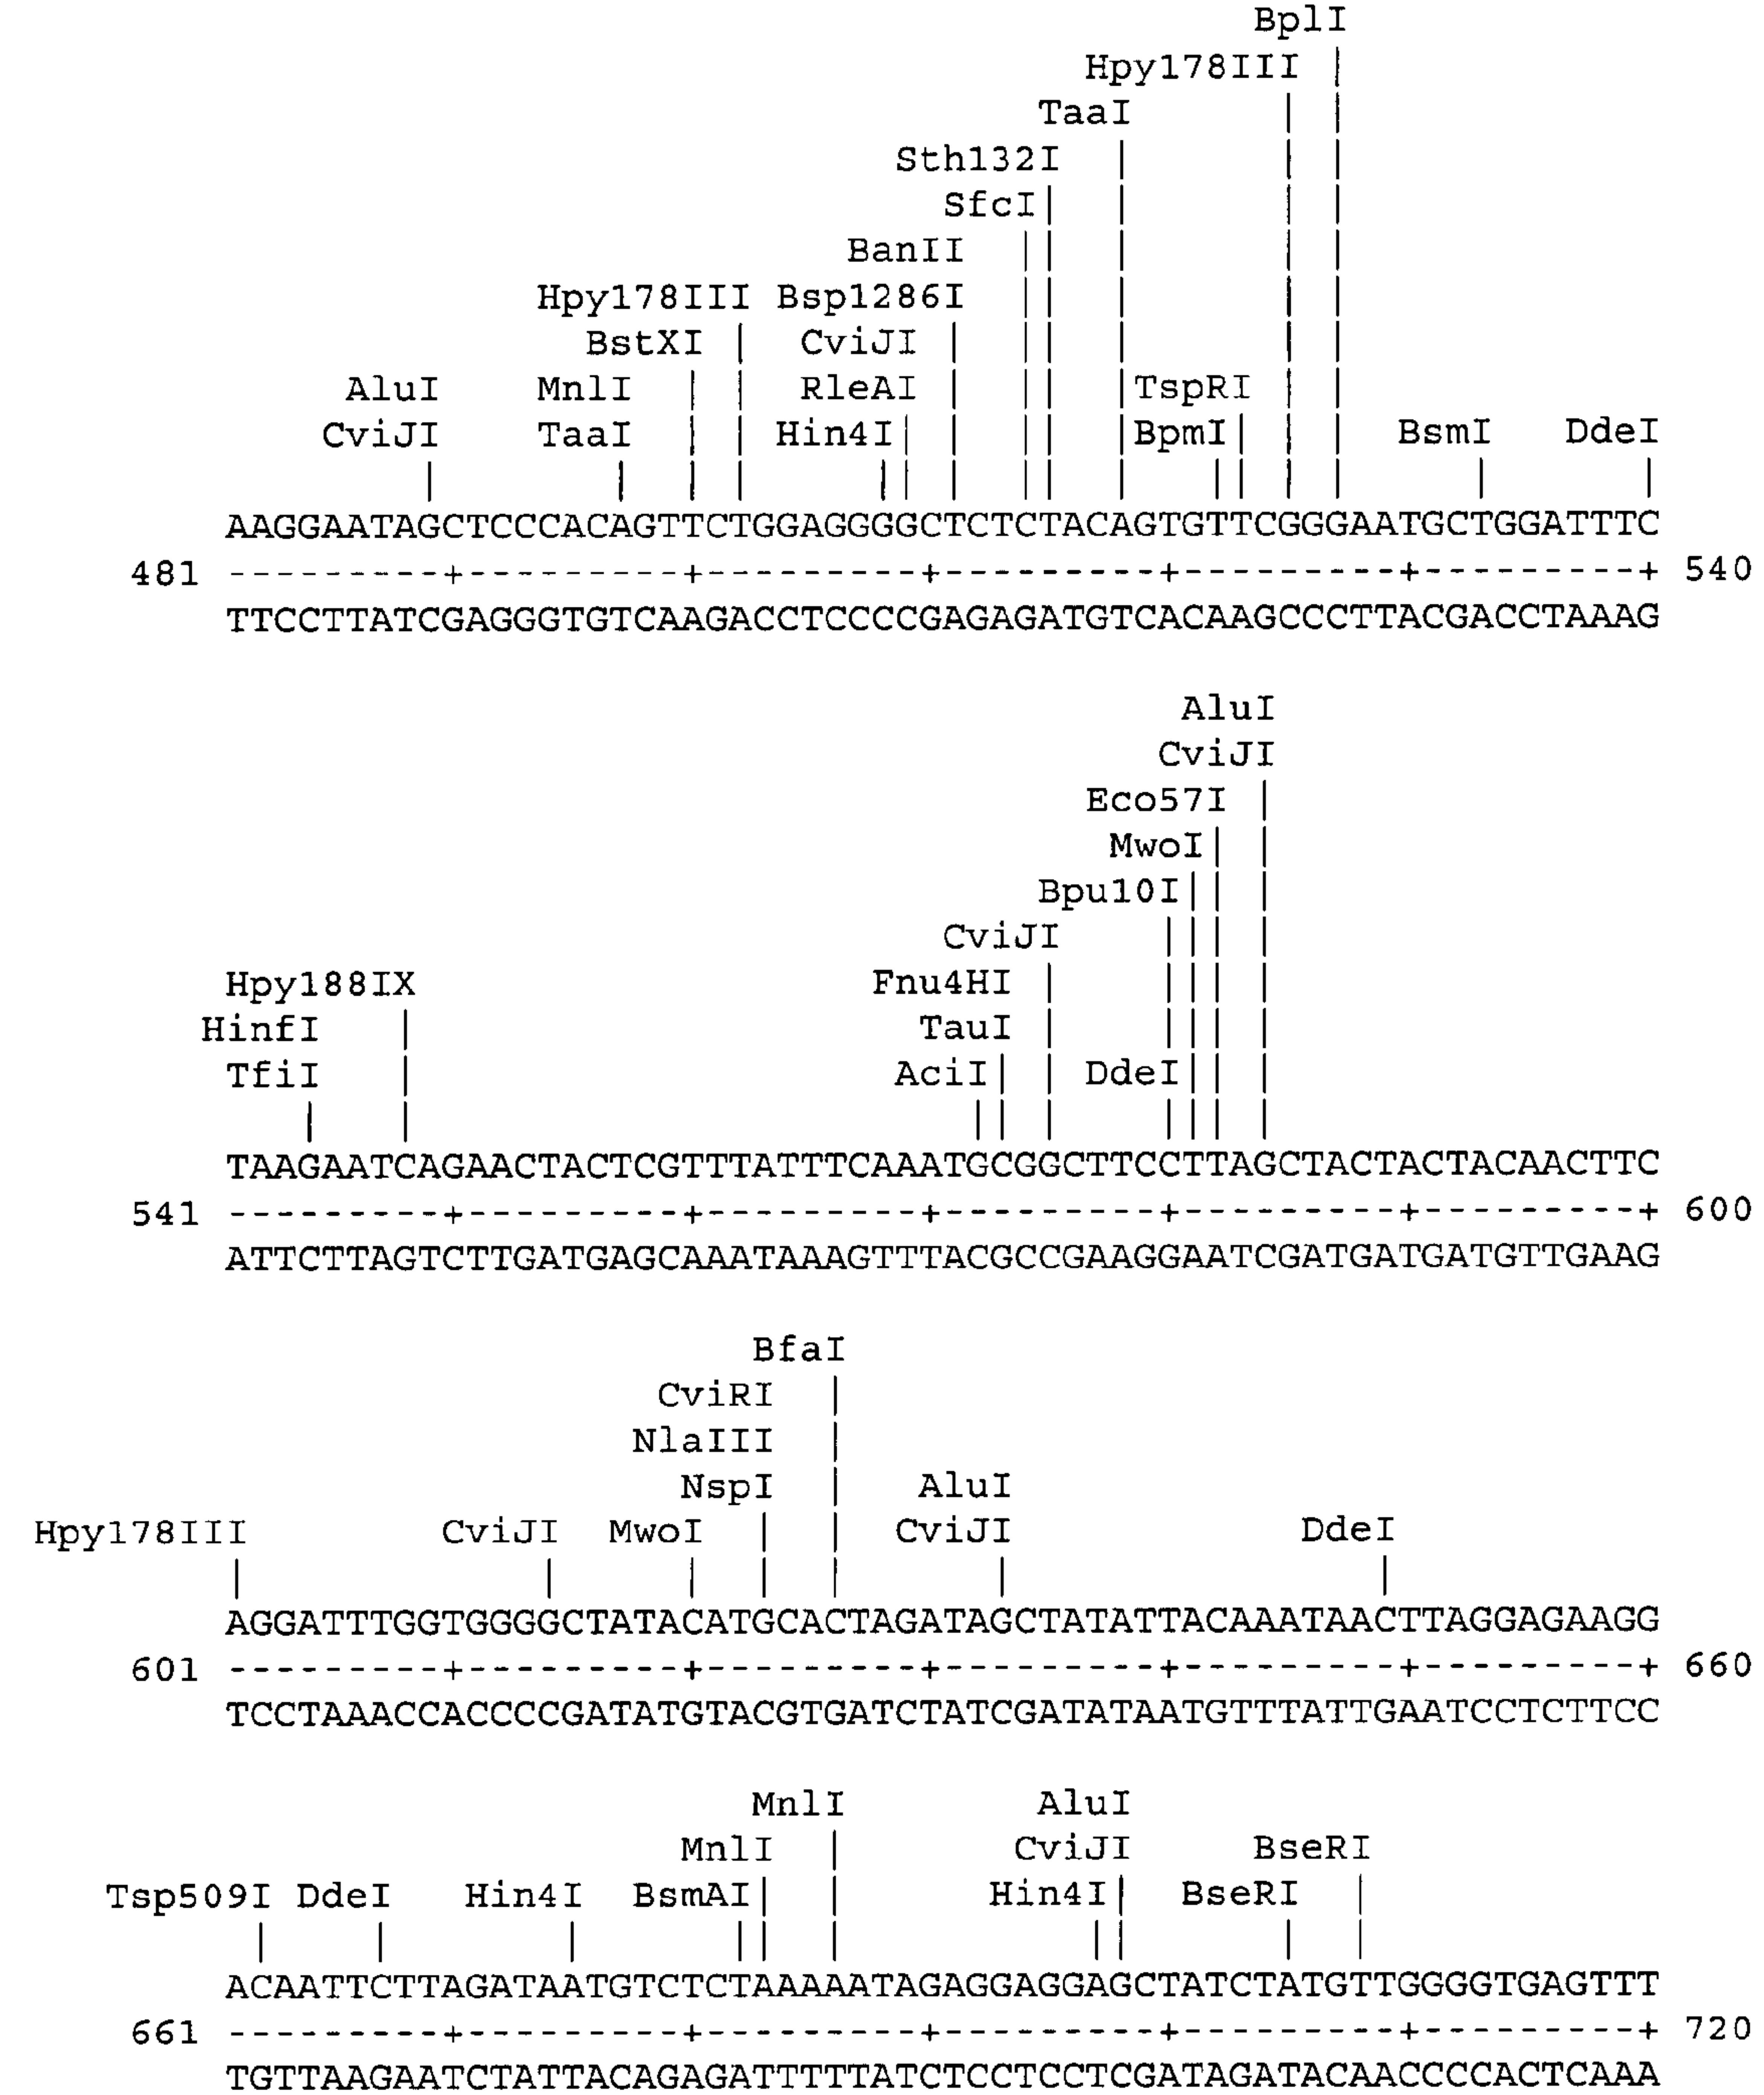 BplI
Hpy178III
TaaI
Sth132I
SfcI
BanII
Hpy178III Bsp1286I
BstXI CviJI
AluI MnlI RleAI TspRI
CviJI TaaI Hin4I BpmI BsmI DdeI
AAGGAATAGCTCCCACAGTTCTGGAGGGGCTCTCTACAGTGTTCGGGAATGCTGGATTTC
481 ---------+---------+---------+---------+---------+---------+ 540
TTCCTTATCGAGGGTGTCAAGACCTCCCCGAGAGATGTCACAAGCCCTTACGACCTAAAG
AluI
CviJI
Eco57I
MwoI
Bpu10I
CviJI
Hpy188IX Fnu4HI
HinfI TauI
TfiI AciI DdeI
TAAGAATCAGAACTACTCGTTTATTTCAAATGCGGCTTCCTTAGCTACTACTACAACTTC
541 ---------+---------+---------+---------+---------+---------+ 600
ATTCTTAGTCTTGATGAGCAAATAAAGTTTACGCCGAAGGAATCGATGATGATGTTGAAG
BfaI
CviRI
NlaIII
NspI AluI
Hpy178III CviJI MwoI CviJI DdeI
AGGATTTGGTGGGGCTATACATGCACTAGATAGCTATATTACAAATAACTTAGGAGAAGG
601 ---------+---------+---------+---------+---------+---------+ 660
TCCTAAACCACCCCGATATGTACGTGATCTATCGATATAATGTTTATTGAATCCTCTTCC
MnlI AluI
MnlI CviJI BseRI
Tsp509I DdeI Hin4I BsmAI Hin4I BseRI
ACAATTCTTAGATAATGTCTCTAAAAATAGAGGAGGAGCTATCTATGTTGGGGTGAGTTT
661 ---------+---------+---------+---------+---------+---------+ 720
TGTTAAGAATCTATTACAGAGATTTTTATCTCCTCCTCGATAGATACAACCCCACTCAAA